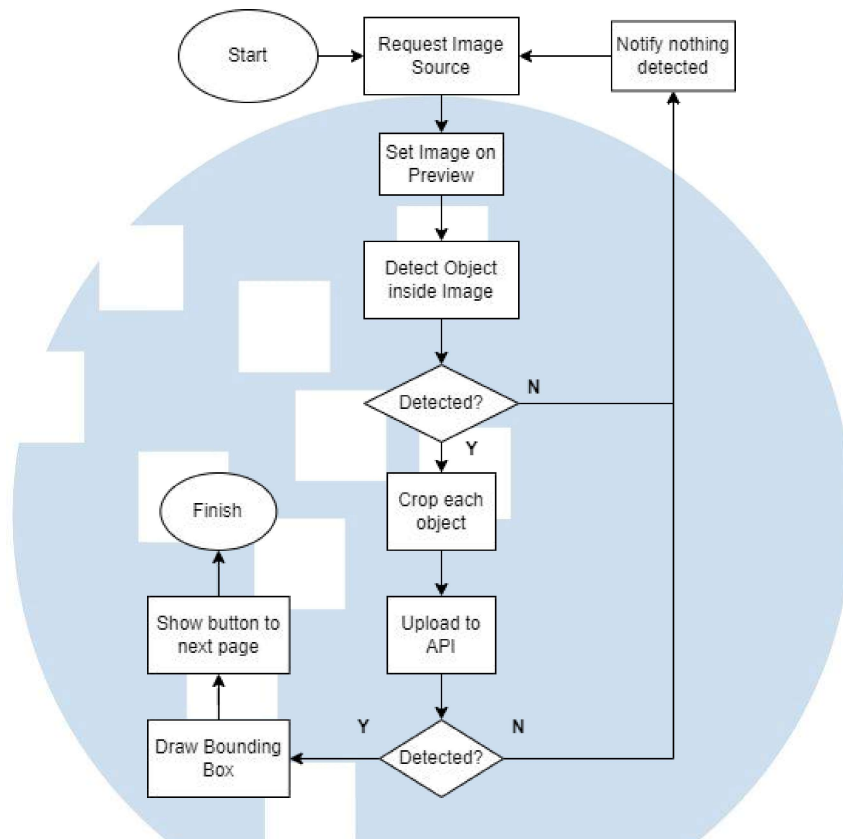 Start
Request Image
Source
Notify nothing
detected
Set Image on
Preview
Detect Object
inside Image
Detected?
N
Y
Crop each
object
Finish
Upload to
API
Show button to
next page
Detected?
Y
N
Draw Bounding
Box